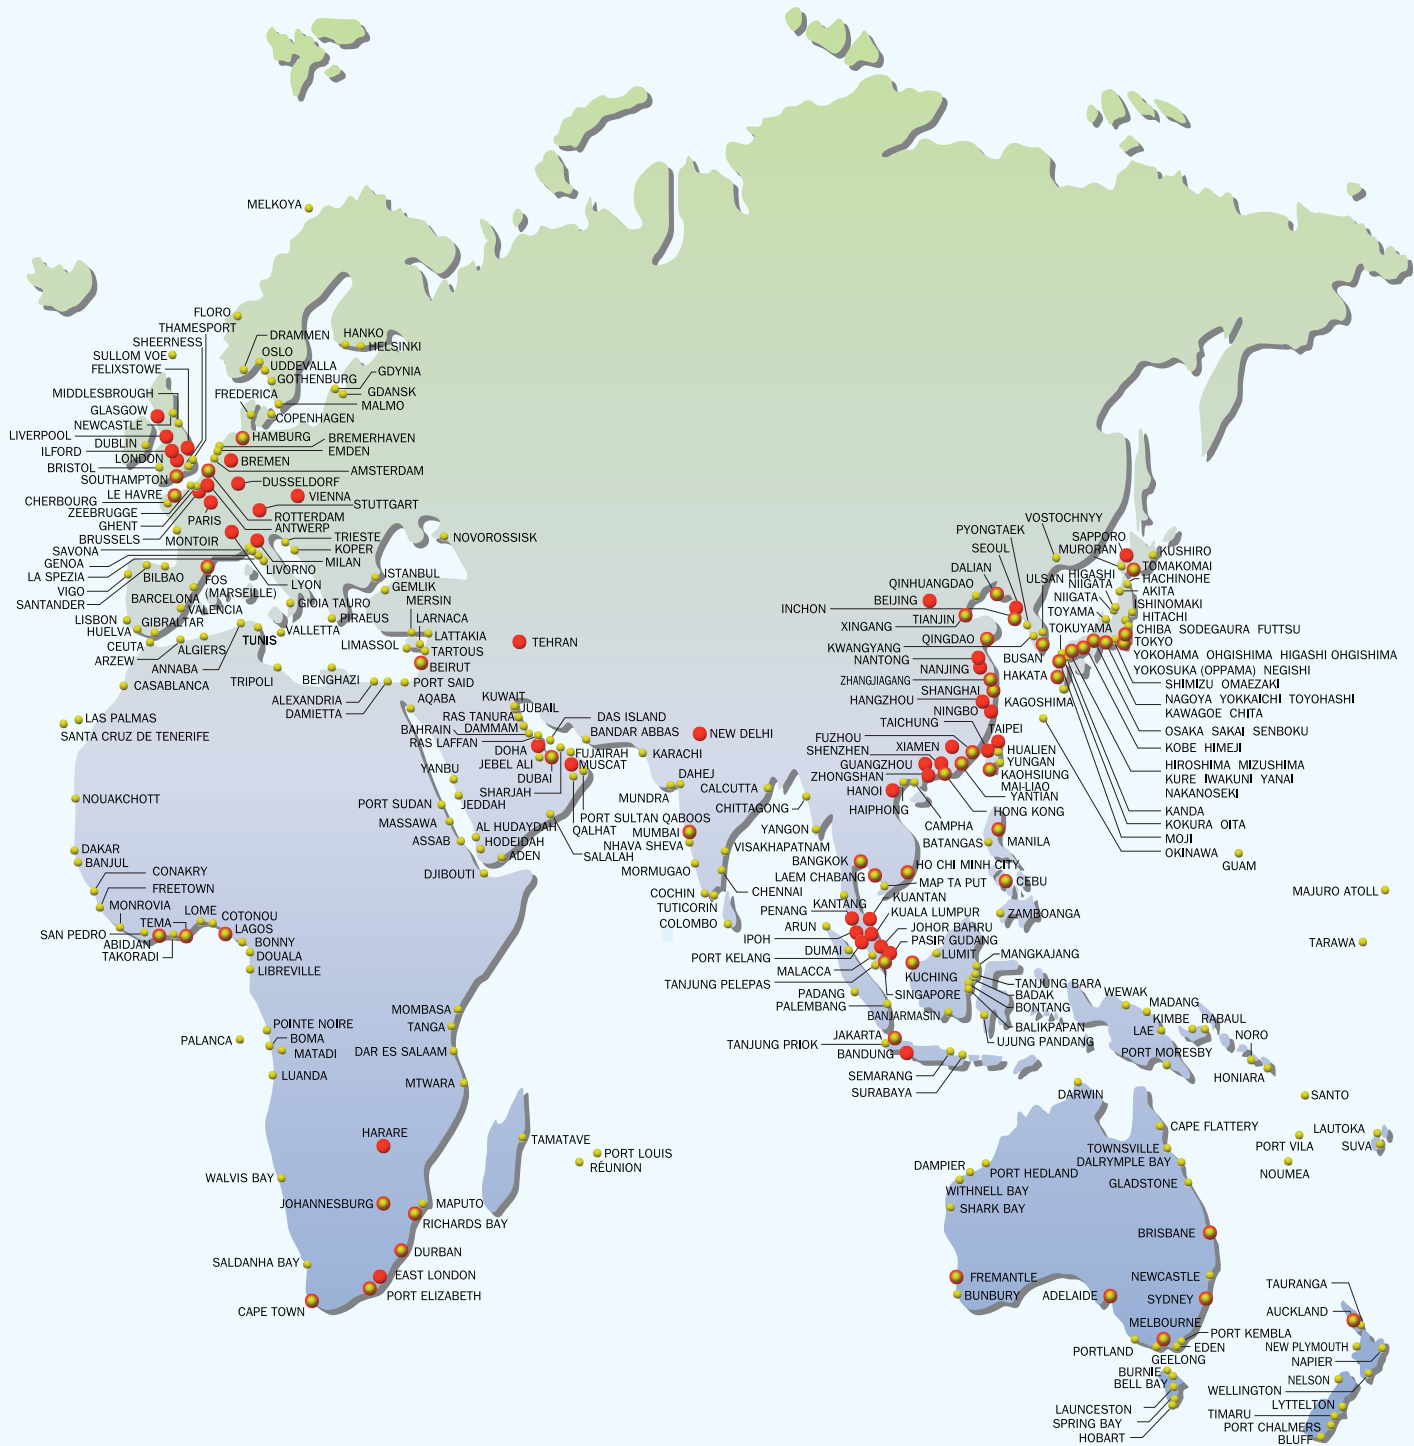 MELKOYA
FLORO
THAMESPORT
SHEERNESS
SULLOM VOE
FELIXSTOWE
DRAMMEN
OSLO
UDDEVALLA
GOTHENBURG
HANKO
HELSINKI
GDYNIA
GDANSK
MALMO
MIDDLESBROUGH
GLASGOW
NEWCASTLE
LIVERPOOL
DUBLIN
ILFORD
LONDON
BRISTOL
SOUTHAMPTON
LE HAVRE
CHERBOURG
ZEEBRUGGE
GHENT
BRUSSELS
FREDERICA
COPENHAGEN
HAMBURG
BREMERHAVEN
EMDEN
BREMEN
AMSTERDAM
DUSSELDORF
VIENNA
STUTTGART
PARIS
ROTTERDAM
ANTWERP
MONTOIR
TRIESTE
KOPER
NOVOROSSISK
SAVONA
GENOA
LA SPEZIA
VIGO
SANTANDER
BILBAO
LIVORNO
MILAN
LYON
FOS
(MARSEILLE)
BARCELONA
VALENCIA
GIOIA TAURO
ISTANBUL
GEMLIK
MERSIN
PIRAEUS
LARNACA
LATTAKIA
TARTOUS
LIMASSOL
BEIRUT
TEHRAN
LISBON
GIBRALTAR
HUELVA
CEUTA
ARZEW
ALGIERS
ANNABA
TUNIS
VALLETTA
CASABLANCA
TRIPOLI
BENGHAZI
PORT SAID
ALEXANDRIA
DAMIETTA
AQABA
LAS PALMAS
SANTA CRUZ DE TENERIFE
KUWAIT
JUBAIL
RAS TANURA
DAMMAM
BAHRAIN
RAS LAFFAN
DOHA
JEBEL ALI
DAS ISLAND
BANDAR ABBAS
FUJAIRAH
MUSCAT
DUBAI
SHARJAH
KARACHI
NEW DELHI
DAHEJ
MUNDRA
CALCUTTA
CHITTAGONG
YANBU
JEDDAH
PORT SUDAN
MASSAWA
ASSAB
AL HUDAYDAH
HODEIDAH
ADEN
DJIBOUTI
PORT SULTAN QABOOS
QALHAT
SALALAH
MUMBAI
NHAVA SHEVA
MORMUGAO
VISAKHAPATNAM
YANGON
CHENNAI
COCHIN
TUTICORIN
COLOMBO
NOUAKCHOTT
DAKAR
BANJUL
CONAKRY
FREETOWN
MONROVIA
SAN PEDRO
ABIDJAN
TAKORADI
TEMA
LOME
COTONOU
LAGOS
BONNY
DOUALA
LIBREVILLE
POINTE NOIRE
BOMA
MATADI
PALANCA
LUANDA
MOMBASA
TANGA
DAR ES SALAAM
MTWARA
HARARE
TAMATAVE
PORT LOUIS
RÉUNION
WALVIS BAY
JOHANNESBURG
MAPUTO
RICHARDS BAY
DURBAN
SALDANHA BAY
EAST LONDON
PORT ELIZABETH
CAPE TOWN
VOSTOCHNYY
PYONGTAEK
SEOUL
DALIAN
QINHUANGDAO
BEIJING
INCHON
XINGANG
TIANJIN
QINGDAO
KWANGYANG
NANTONG
NANJING
ZHANGJIAGANG
SHANGHAI
HANGZHOU
NINGBO
TAICHUNG
TAIPEI
FUZHOU
SHENZHEN
XIAMEN
GUANGZHOU
ZHONGSHAN
HUALIEN
YUNGAN
KAOHSIUNG
MAI-LIAO
YANTIAN
HONG KONG
HANOI
HAIPHONG
CAMPHA
BATANGAS
MANILA
SAPPORO
MURORAN
KUSHIRO
TOMAKOMAI
HACHINOHE
ULSAN
HIGASHI
NIIGATA
NIIGATA
AKITA
ISHINOMAKI
TOYAMA
HITACHI
TOKUYAMA
CHIBA SODEGAURA FUTTSU
TOKYO
BUSAN
YOKOHAMA OHGISHIMA HIGASHI OHGISHIMA
YOKOSUKA (OPPAMA) NEGISHI
HAKATA
SHIMIZU OMAEZAKI
NAGOYA YOKKAICHI TOYOHASHI
KAGOSHIMA
KAWAGOE CHITA
OSAKA SAKAI SENBOKU
KOBE HIMEJI
HIROSHIMA MIZUSHIMA
KURE IWAKUNI YANAI
NAKANOSEKI
KANDA
KOKURA OITA
MOJI
OKINAWA
GUAM
BANGKOK
LAEM CHABANG
HO CHI MINH CITY
MAP TA PUT
CEBU
ZAMBOANGA
KANTANG
PENANG
KUANTAN
KUALA LUMPUR
ARUN
IPOH
JOHOR BAHRU
DUMAI
PASIR GUDANG
PORT KELANG
LUMIT
MANGKAJANG
MALACCA
KUCHING
TANJUNG PELEPAS
TANJUNG BARA
PADANG
SINGAPORE
BADAK
PALEMBANG
BONTANG
BANJARMASIN
BALIKPAPAN
UJUNG PANDANG
JAKARTA
TANJUNG PRIOK
BANDUNG
SEMARANG
SURABAYA
MAJURO ATOLL
TARAWA
WEWAK
MADANG
KIMBE
RABAUL
LAE
NORO
PORT MORESBY
HONIARA
DARWIN
SANTO
CAPE FLATTERY
LAUTOKA
PORT VILA
SUVA
TOWNSVILLE
NOUMEA
DALRYMPLE BAY
DAMPIER
PORT HEDLAND
WITHNELL BAY
GLADSTONE
SHARK BAY
BRISBANE
FREMANTLE
BUNBURY
NEWCASTLE
ADELAIDE
SYDNEY
TAURANGA
AUCKLAND
MELBOURNE
PORT KEMBLA
EDEN
PORTLAND
GEELONG
NEW PLYMOUTH
NAPIER
BURNIE
BELL BAY
NELSON
WELLINGTON
LAUNCESTON
LYTTELTON
SPRING BAY
TIMARU
PORT CHALMERS
HOBART
BLUFF